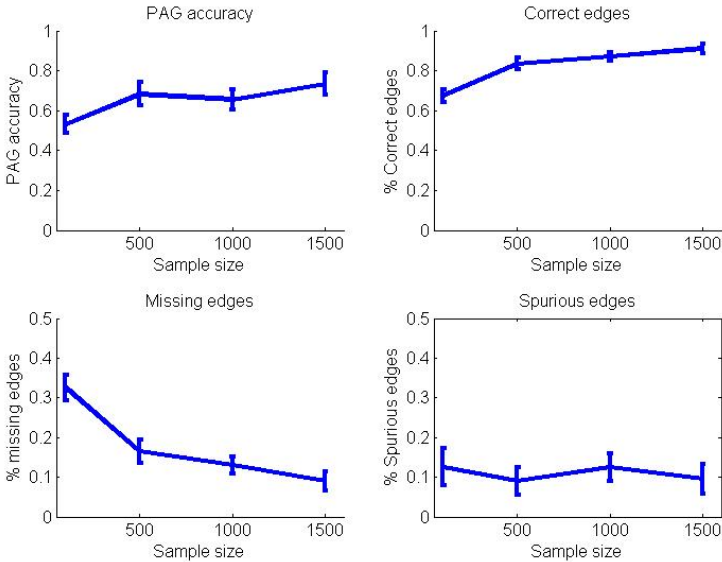 PAG accuracy
PAG accuracy
1
0.8
0.6
0.4
0.2
0
500 1000 1500
Sample size
Correct edges
% Correct edges
1
0.8
0.6
0.4
0.2
0
500 1000 1500
Sample size
Missing edges
% missing edges
0.5
0.4
0.3
0.2
0.1
0
500 1000 1500
Sample size
Spurious edges
% Spurious edges
0.5
0.4
0.3
0.2
0.1
0
500 1000 1500
Sample size